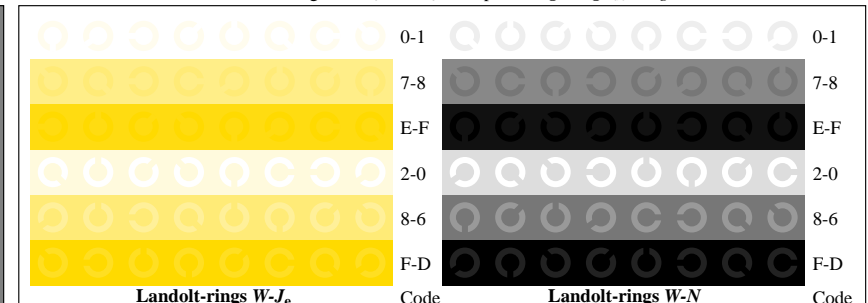 0-1 0-1
7-8 7-8
E-F E-F
2-0 2-0
8-6 8-6
F-D F-D
Landolt-rings W-Je Code Landolt-rings W-N Code